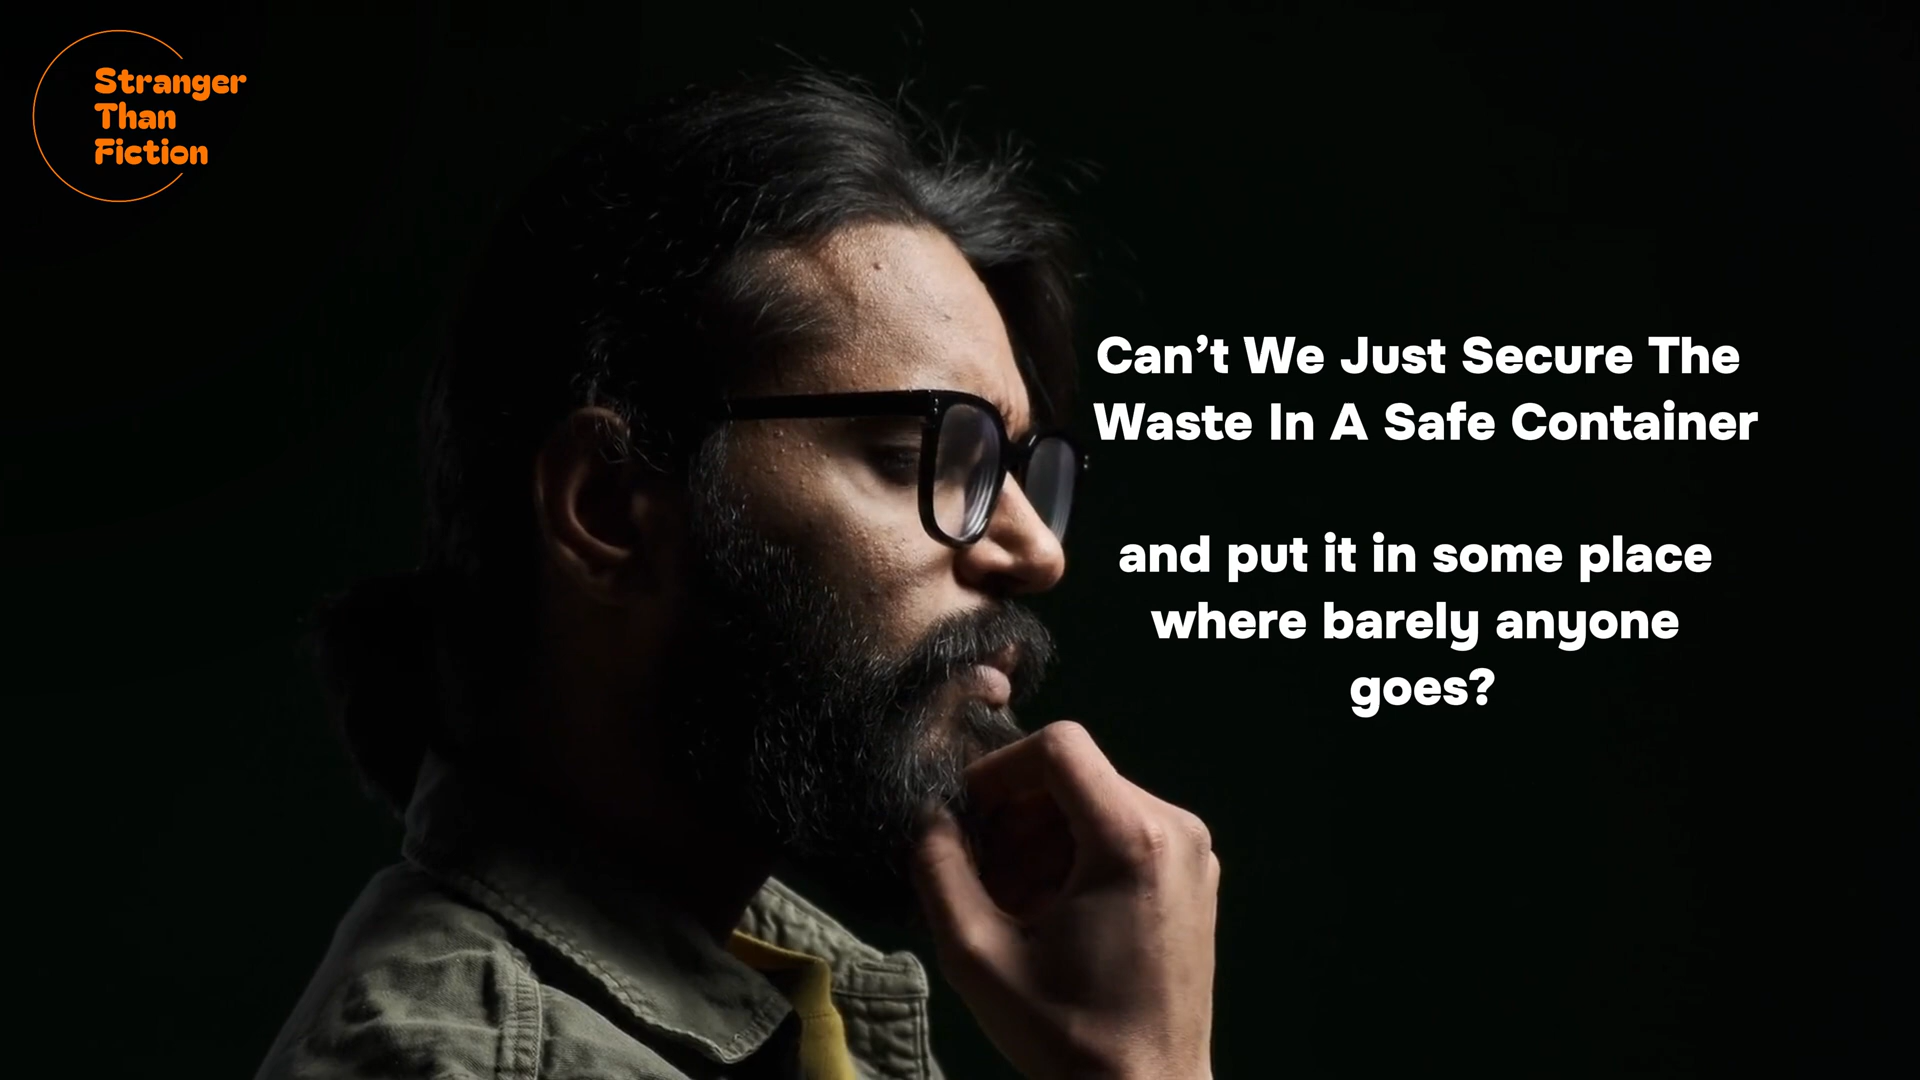 Stranger
Than
Fiction
Can’t We Just Secure The
Waste In A Safe Container
and put it in some place
where barely anyone
goes?